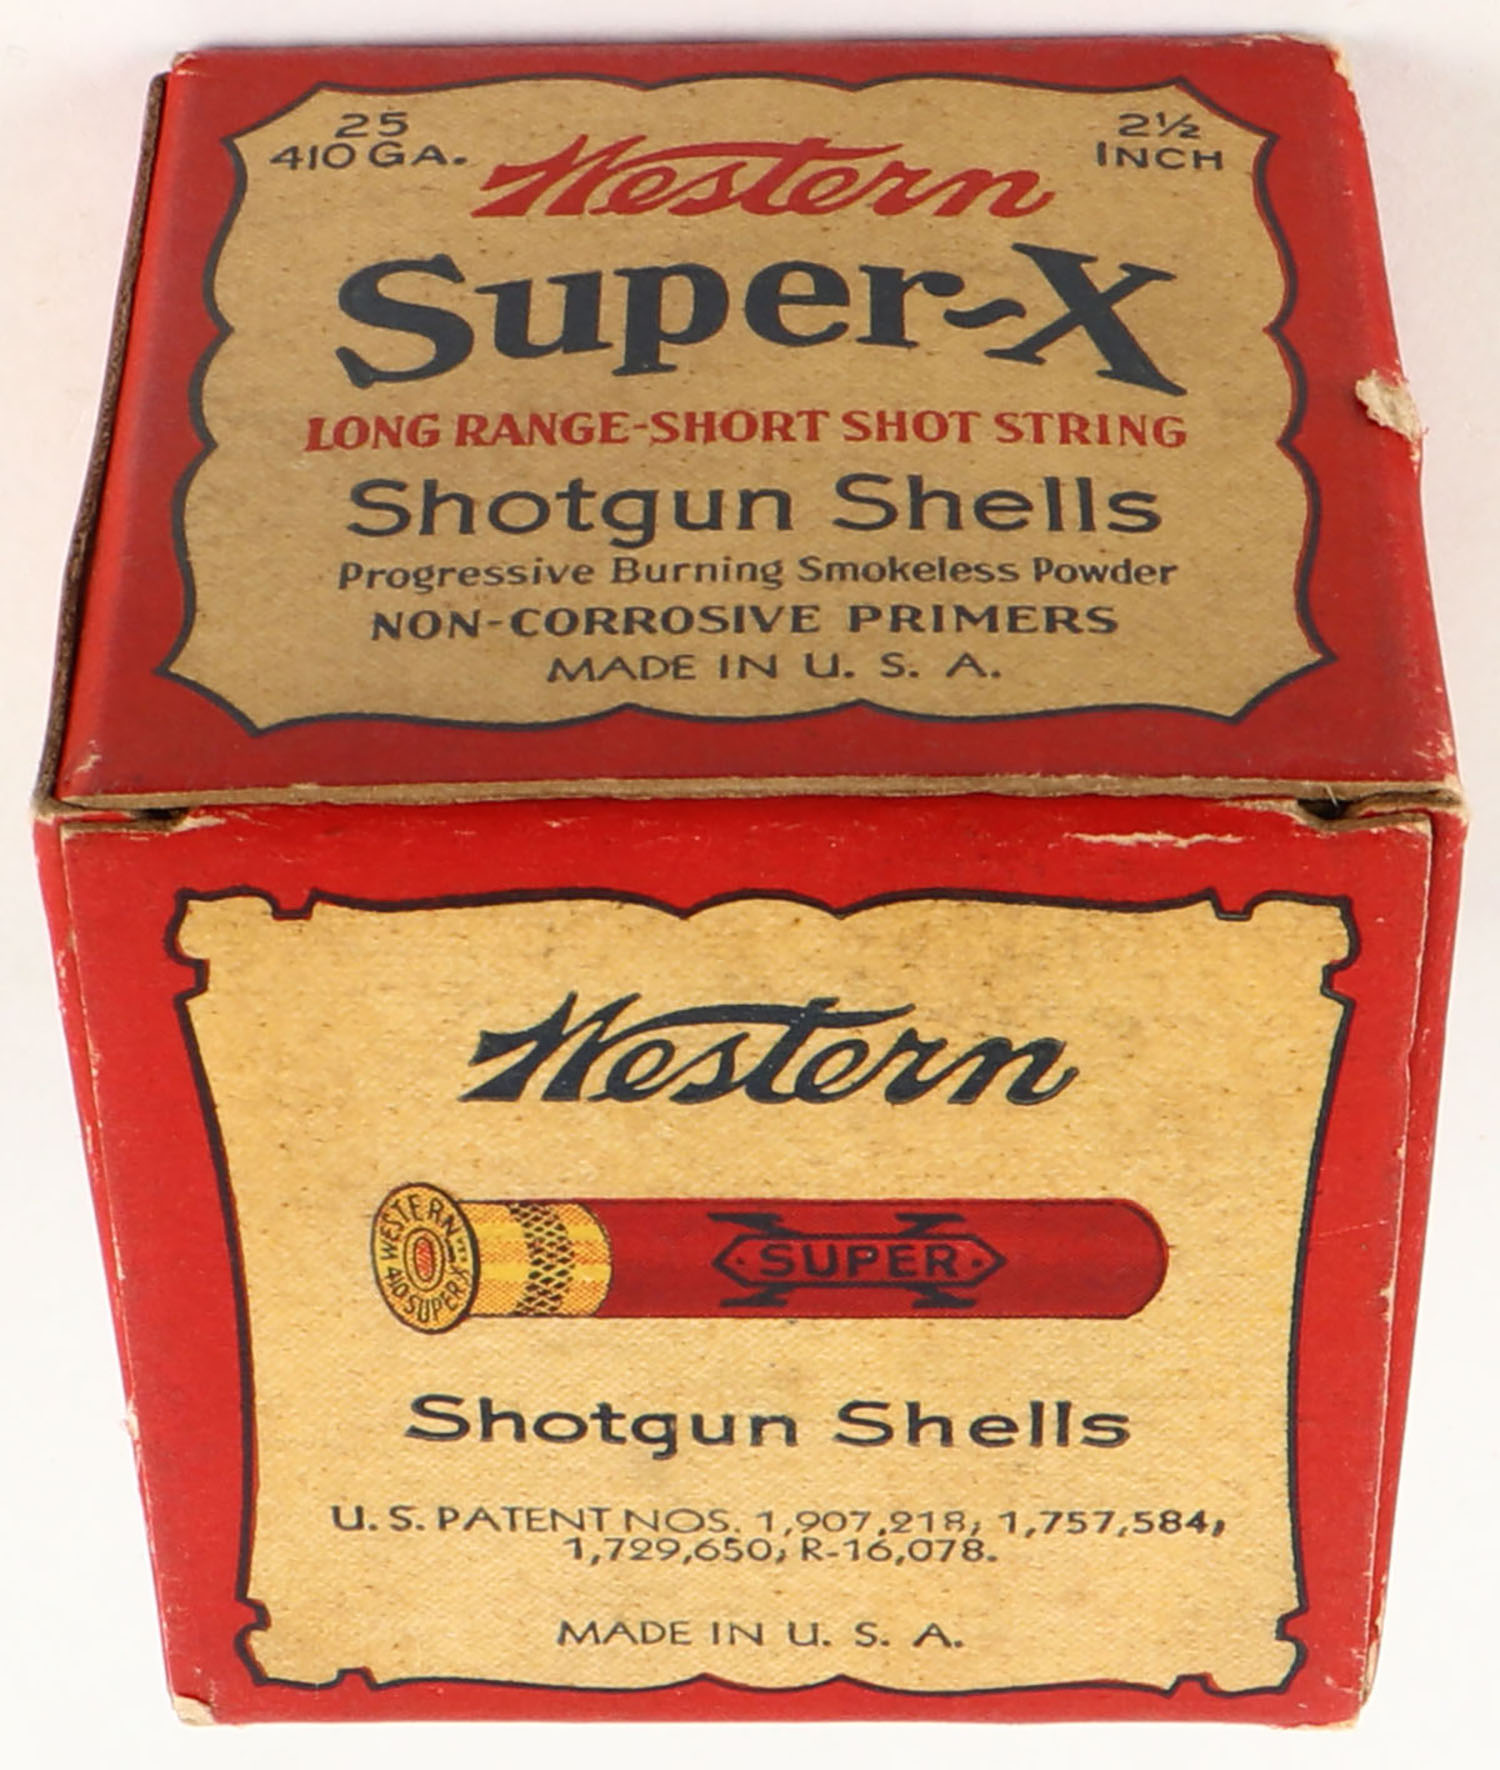 25
410 GA.
2½
INCH
Western
Super-X
LONG RANGE-SHORT SHOT STRING
Shotgun Shells
Progressive Burning Smokeless Powder
NON-CORROSIVE PRIMERS
MADE IN U. S. A.
Western
WESTERN
410 SUPER X
SUPER
X
Shotgun Shells
U. S. PATENT NOS. 1,907,218; 1,757,584,
1,729,650; R-16,078.
MADE IN U. S. A.